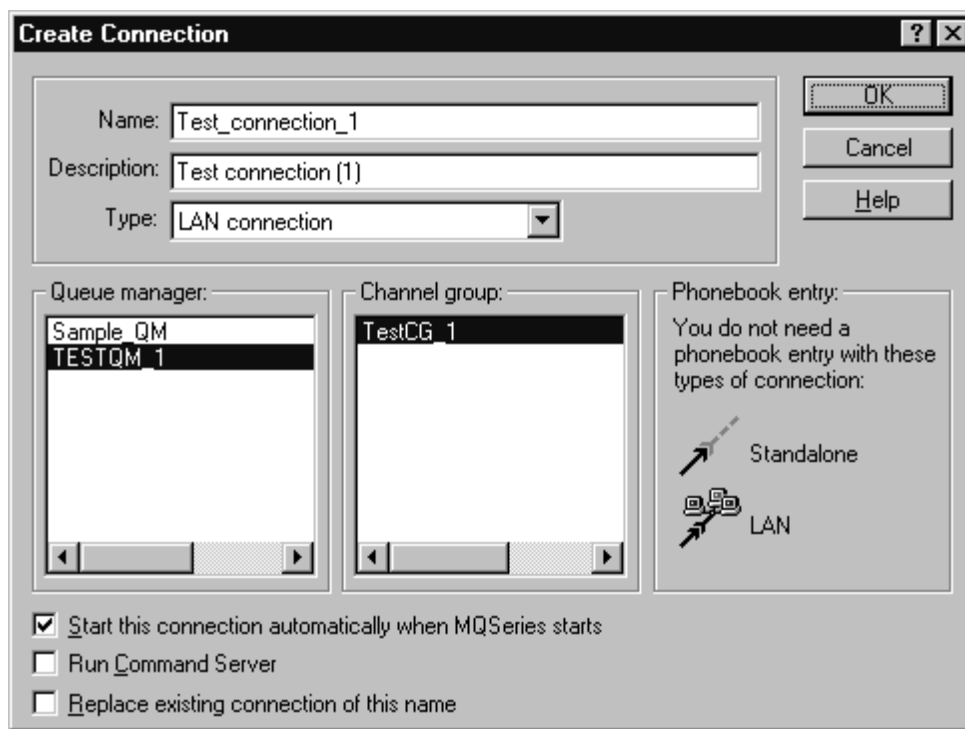 Create Connection
Name: Test_connection_1
Description: Test connection (1)
Type: LAN connection
OK
Cancel
Help
Queue manager:
Sample_QM
TESTQM_1
Channel group:
TestCG_1
Phonebook entry:
You do not need a
phonebook entry with these
types of connection:
Standalone
LAN
Start this connection automatically when MQSeries starts
Run Command Server
Replace existing connection of this name